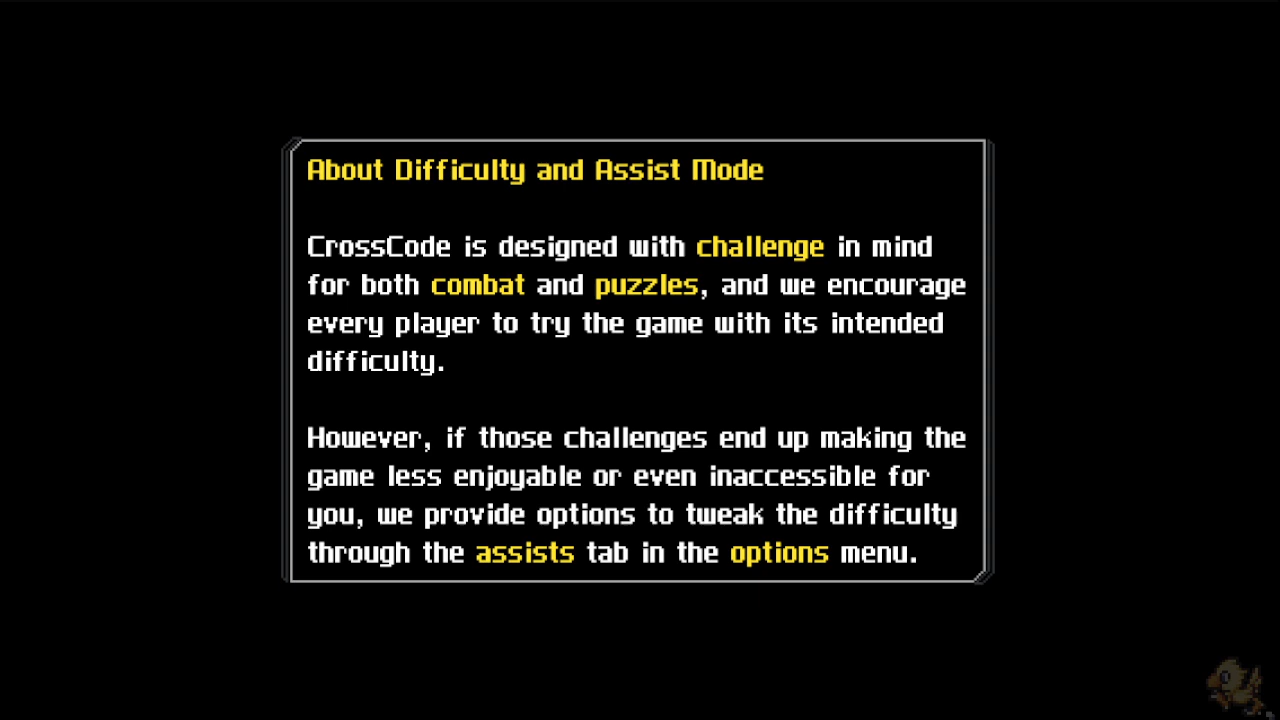 About Difficulty and Assist Mode
CrossCode is designed with challenge in mind
for both combat and puzzles, and we encourage
every player to try the game with its intended
difficulty.
However, if those challenges end up making the
game less enjoyable or even inaccessible for
you, we provide options to tweak the difficulty
through the assists tab in the options menu.